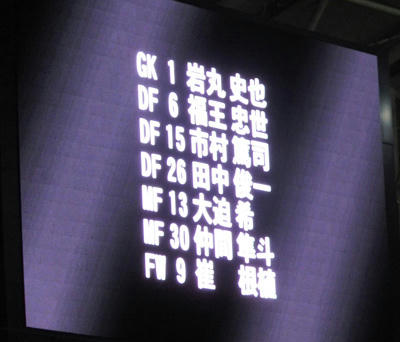 GK 1 岩丸 史也
DF 6 福王 忠世
DF 15 市村 篤司
DF 26 田中 俊一
MF 13 大迫 希
MF 30 仲間 隼斗
FW 9 崔 根植